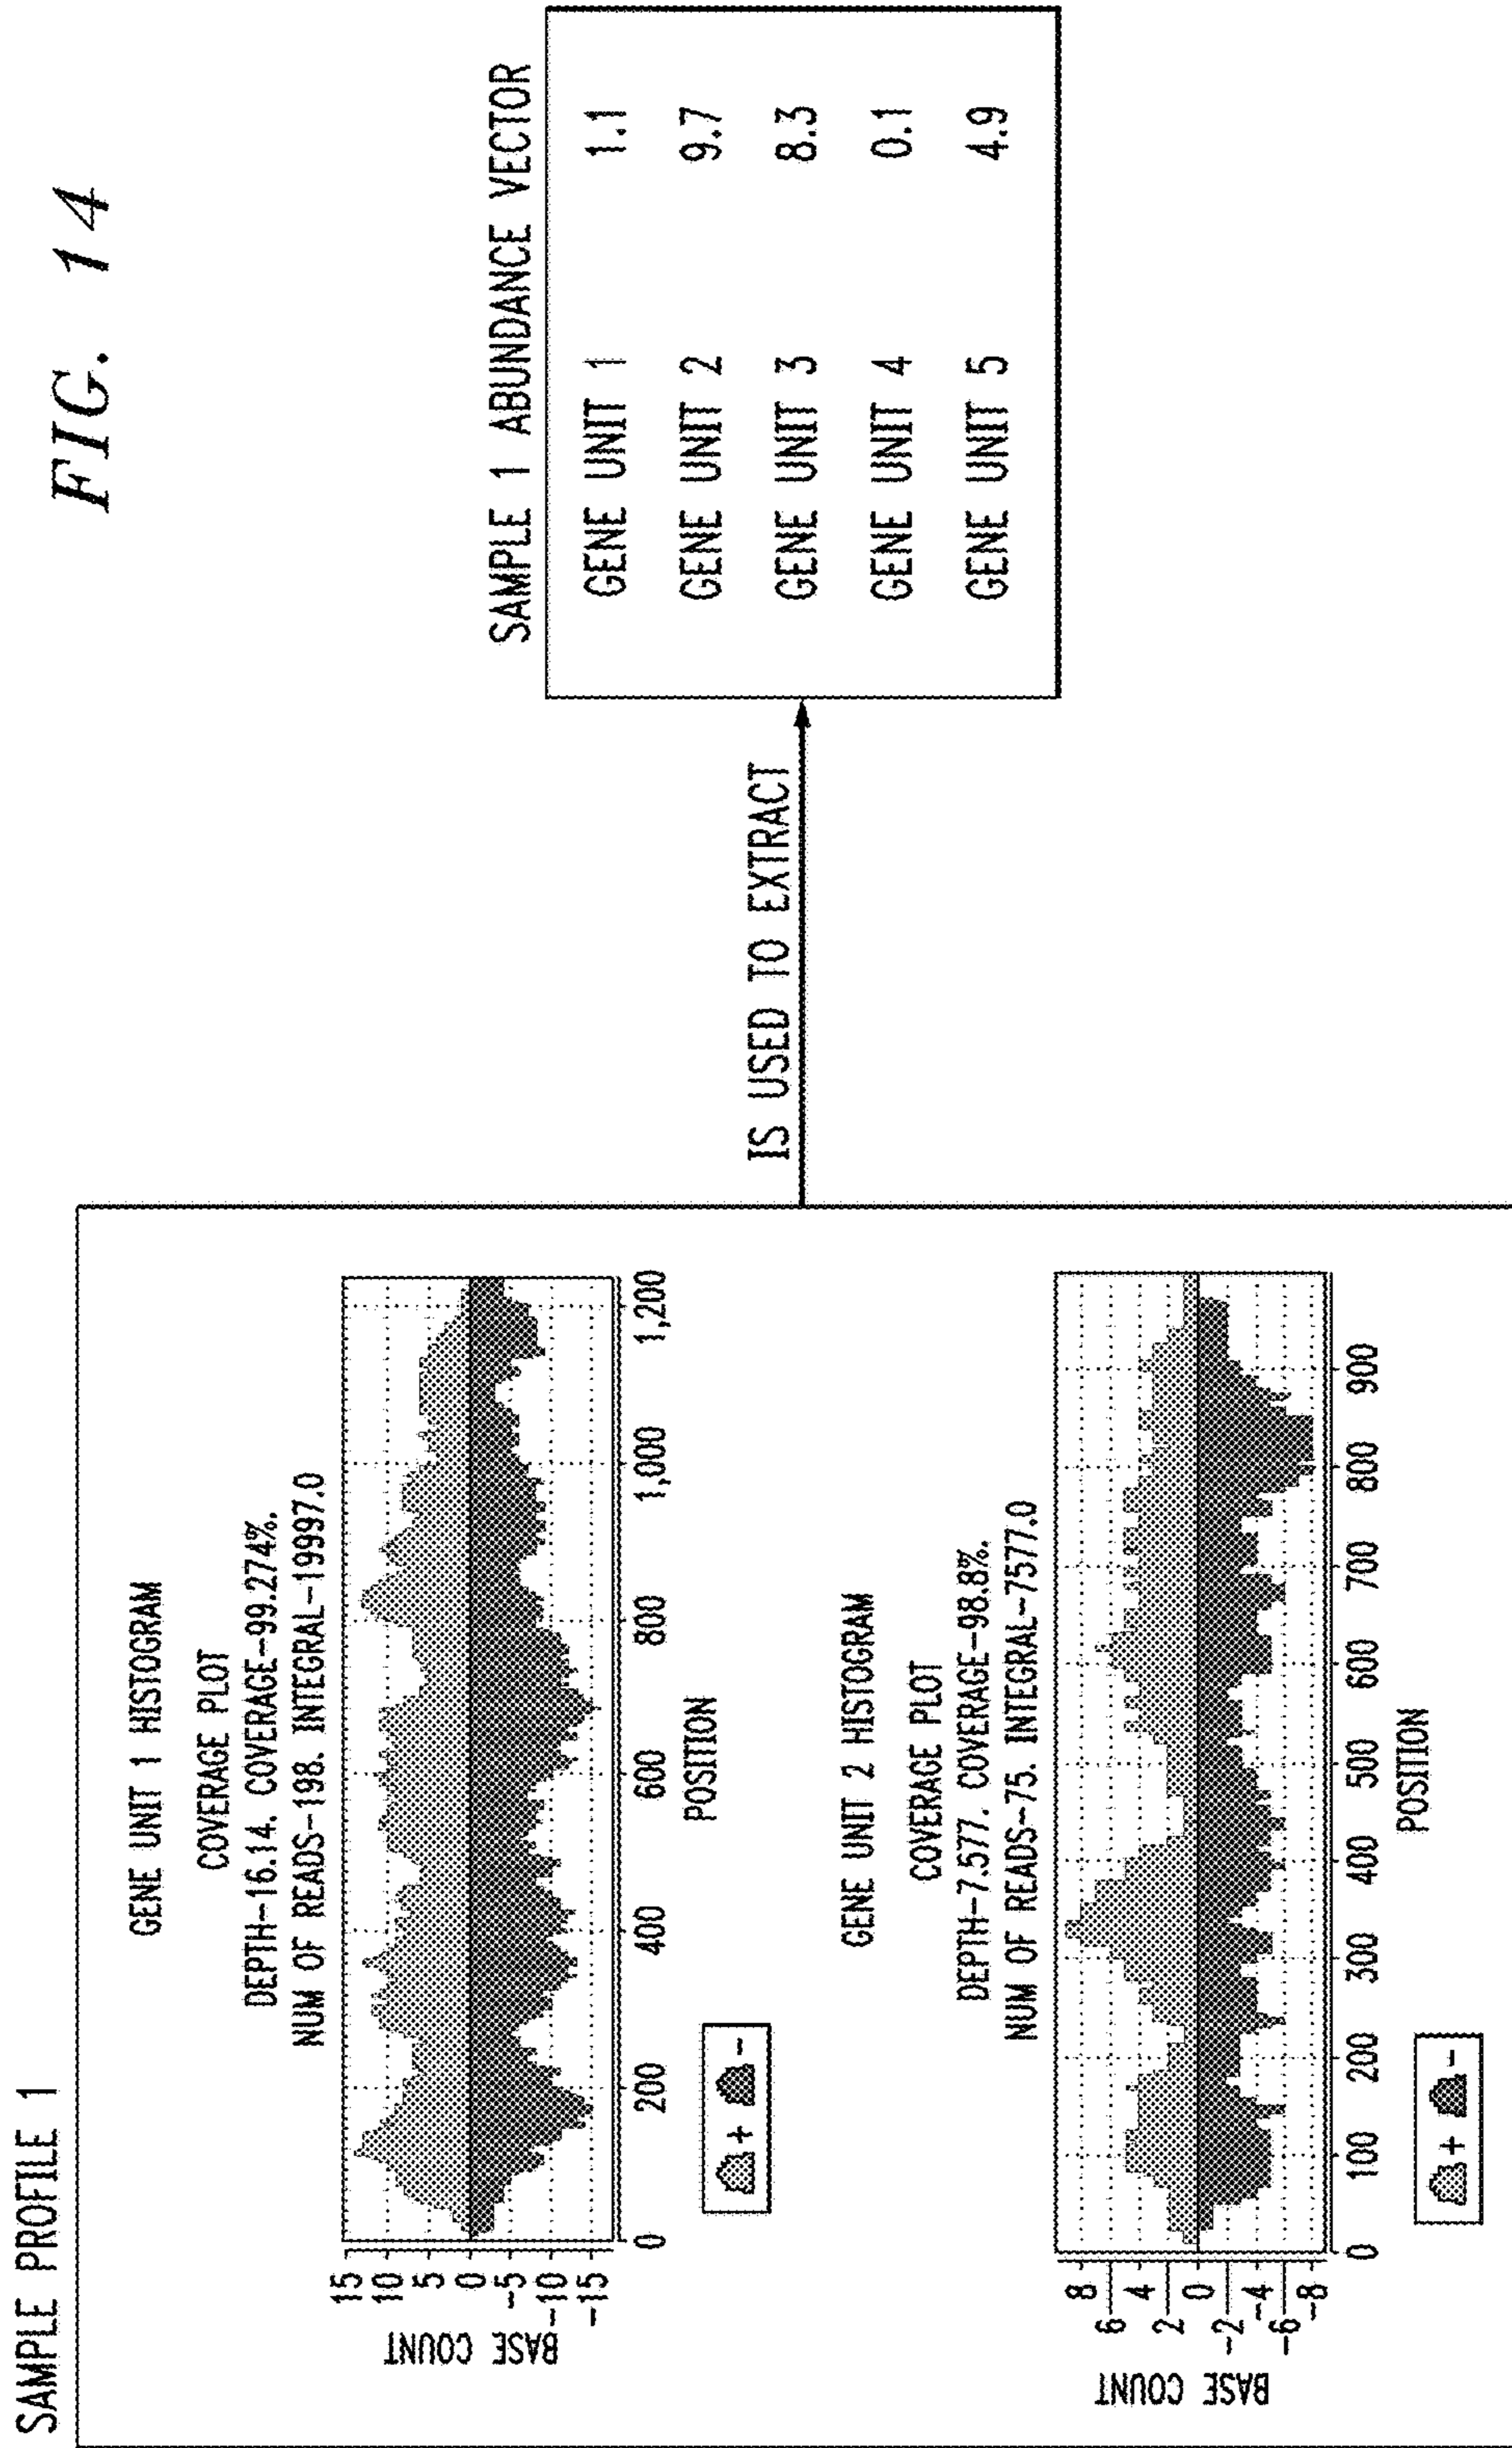 FIG. 14
SAMPLE PROFILE 1
GENE UNIT 1 HISTOGRAM
COVERAGE PLOT
DEPTH-16.14. COVERAGE-99.274%.
NUM OF READS-198. INTEGRAL-19997.0
BASE COUNT
15
10
5
0
-5
-10
-15
0 200 400 600 800 1,000 1,200
POSITION
+ -
GENE UNIT 2 HISTOGRAM
COVERAGE PLOT
DEPTH-7.577. COVERAGE-98.8%.
NUM OF READS-75. INTEGRAL-7577.0
BASE COUNT
8
6
4
2
0
-2
-4
-6
-8
0 100 200 300 400 500 600 700 800 900
POSITION
+ -
IS USED TO EXTRACT
SAMPLE 1 ABUNDANCE VECTOR
GENE UNIT 1 1.1
GENE UNIT 2 9.7
GENE UNIT 3 8.3
GENE UNIT 4 0.1
GENE UNIT 5 4.9